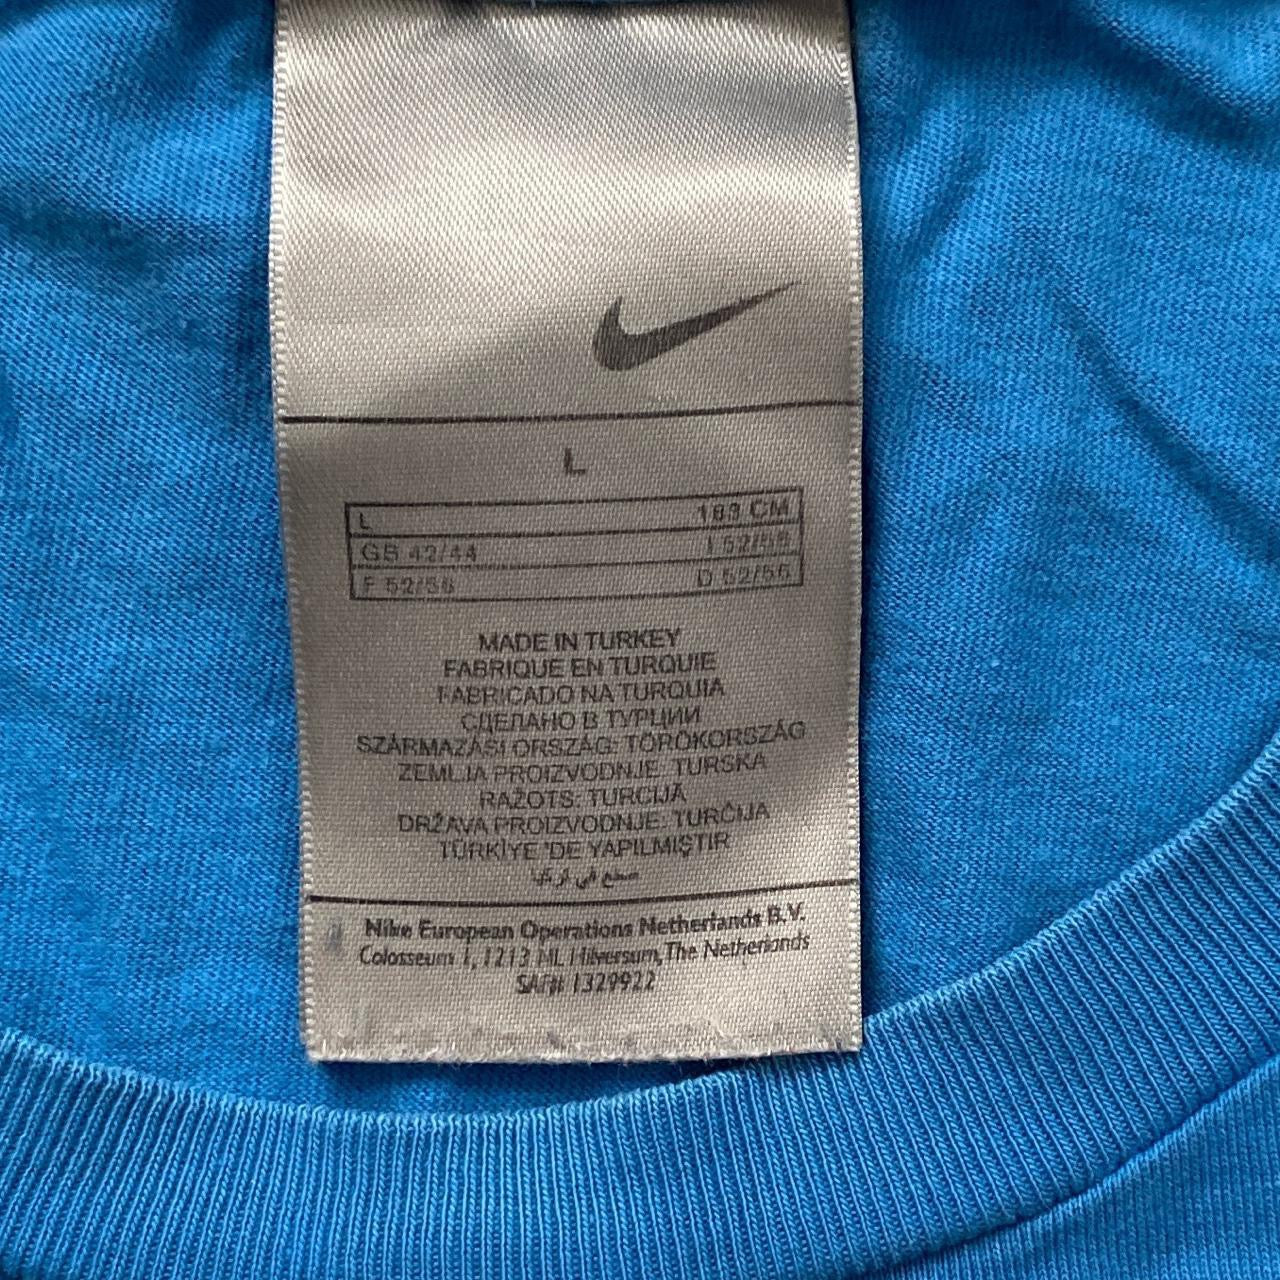 L
L 183 CM
GB 42/44 I 52/56
F 52/56 D 52/56
MADE IN TURKEY
FABRIQUE EN TURQUIE
FABRICADO NA TURQUIA
СДЕЛАНО В ТУРЦИИ
SZÁRMAZÁSI ORSZÁG: TÖRÖKORSZÁG
ZEMLJA PROIZVODNJE: TURSKA
RAŽOTS: TURCIJĀ
DRŽAVA PROIZVODNJE: TURČIJA
TÜRKİYE 'DE YAPILMIŞTIR
صنع في تركيا
Nike European Operations Netherlands B.V.
Colosseum 1, 1213 NL Hilversum, The Netherlands
SAF# 1329922